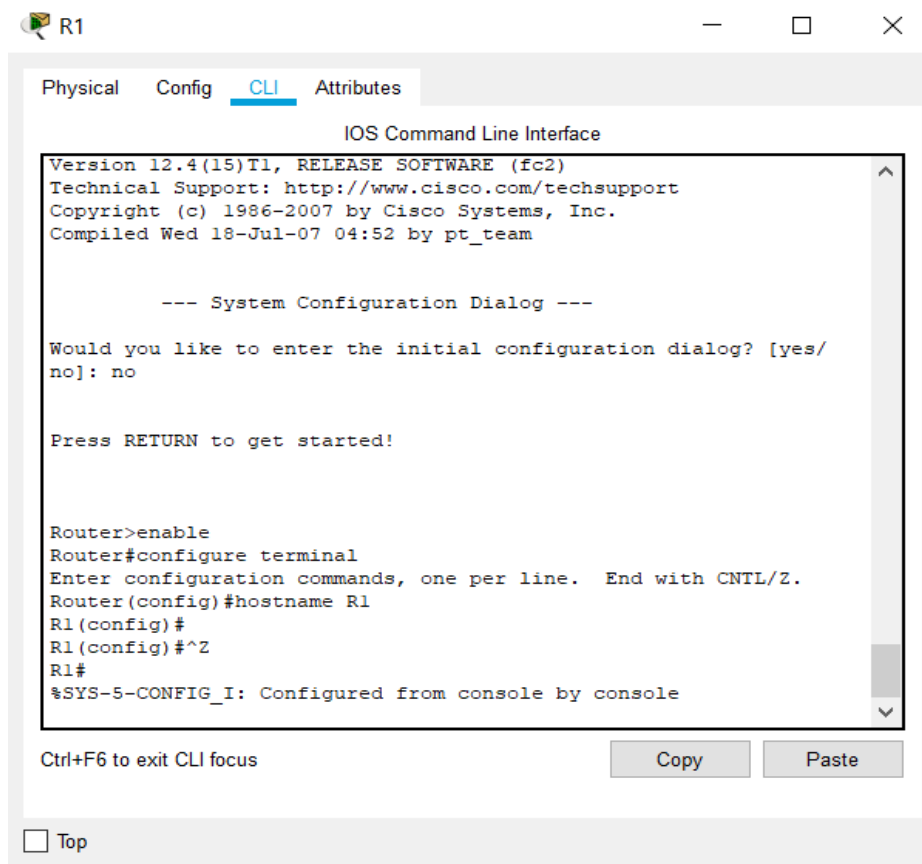 R1
Physical Config CLI Attributes
IOS Command Line Interface
Version 12.4(15)T1, RELEASE SOFTWARE (fc2)
Technical Support: http://www.cisco.com/techsupport
Copyright (c) 1986-2007 by Cisco Systems, Inc.
Compiled Wed 18-Jul-07 04:52 by pt_team
--- System Configuration Dialog ---
Would you like to enter the initial configuration dialog? [yes/
no]: no
Press RETURN to get started!
Router>enable
Router#configure terminal
Enter configuration commands, one per line.  End with CNTL/Z.
Router(config)#hostname R1
R1(config)#
R1(config)#^Z
R1#
%SYS-5-CONFIG_I: Configured from console by console
Ctrl+F6 to exit CLI focus Copy Paste
Top